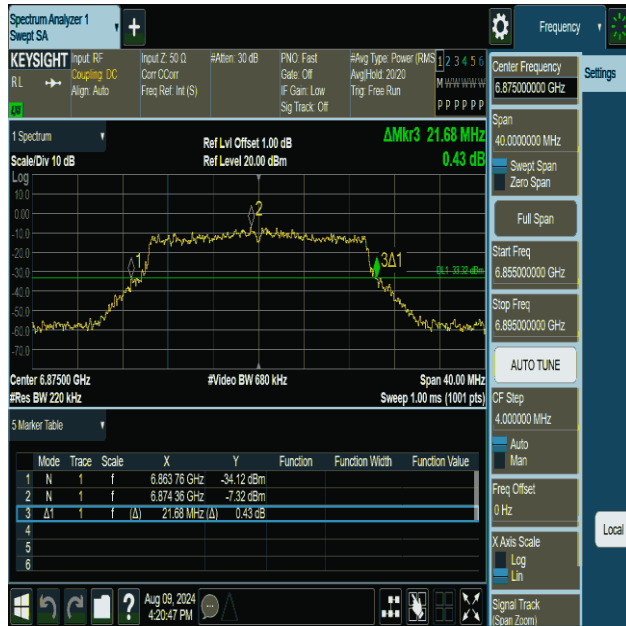 Spectrum Analyzer 1
Swept SA
+
Frequency
KEYSIGHT
RL
Input: RF
Coupling: DC
Align: Auto
Input Z: 50 Ω
Corr CCorr
Freq Ref: Int (S)
#Atten: 30 dB
PNO: Fast
Gate: Off
IF Gain: Low
Sig Track: Off
#Avg Type: Power (RMS
Avg|Hold: 20/20
Trig: Free Run
1 2 3 4 5 6
M W W W W W
P P P P P P
1 Spectrum
Scale/Div 10 dB
Ref Lvl Offset 1.00 dB
Ref Level 20.00 dBm
ΔMkr3 21.68 MHz
0.43 dB
Log
10.0
0.00
-10.0
-20.0
-30.0
-40.0
-50.0
-60.0
-70.0
1
2
3Δ1
DL1 -33.32 dBm
Center 6.87500 GHz
#Video BW 680 kHz
Span 40.00 MHz
#Res BW 220 kHz
Sweep 1.00 ms (1001 pts)
5 Marker Table
Mode Trace Scale X Y Function Function Width Function Value
1 N 1 f 6.863 76 GHz -34.12 dBm
2 N 1 f 6.874 36 GHz -7.32 dBm
3 Δ1 1 f (Δ) 21.68 MHz (Δ) 0.43 dB
4
5
6
?
Aug 09, 2024
4:20:47 PM
Center Frequency
6.875000000 GHz
Settings
Span
40.0000000 MHz
Swept Span
Zero Span
Full Span
Start Freq
6.855000000 GHz
Stop Freq
6.895000000 GHz
AUTO TUNE
CF Step
4.000000 MHz
Auto
Man
Freq Offset
0 Hz
Local
X Axis Scale
Log
Lin
Signal Track
(Span Zoom)